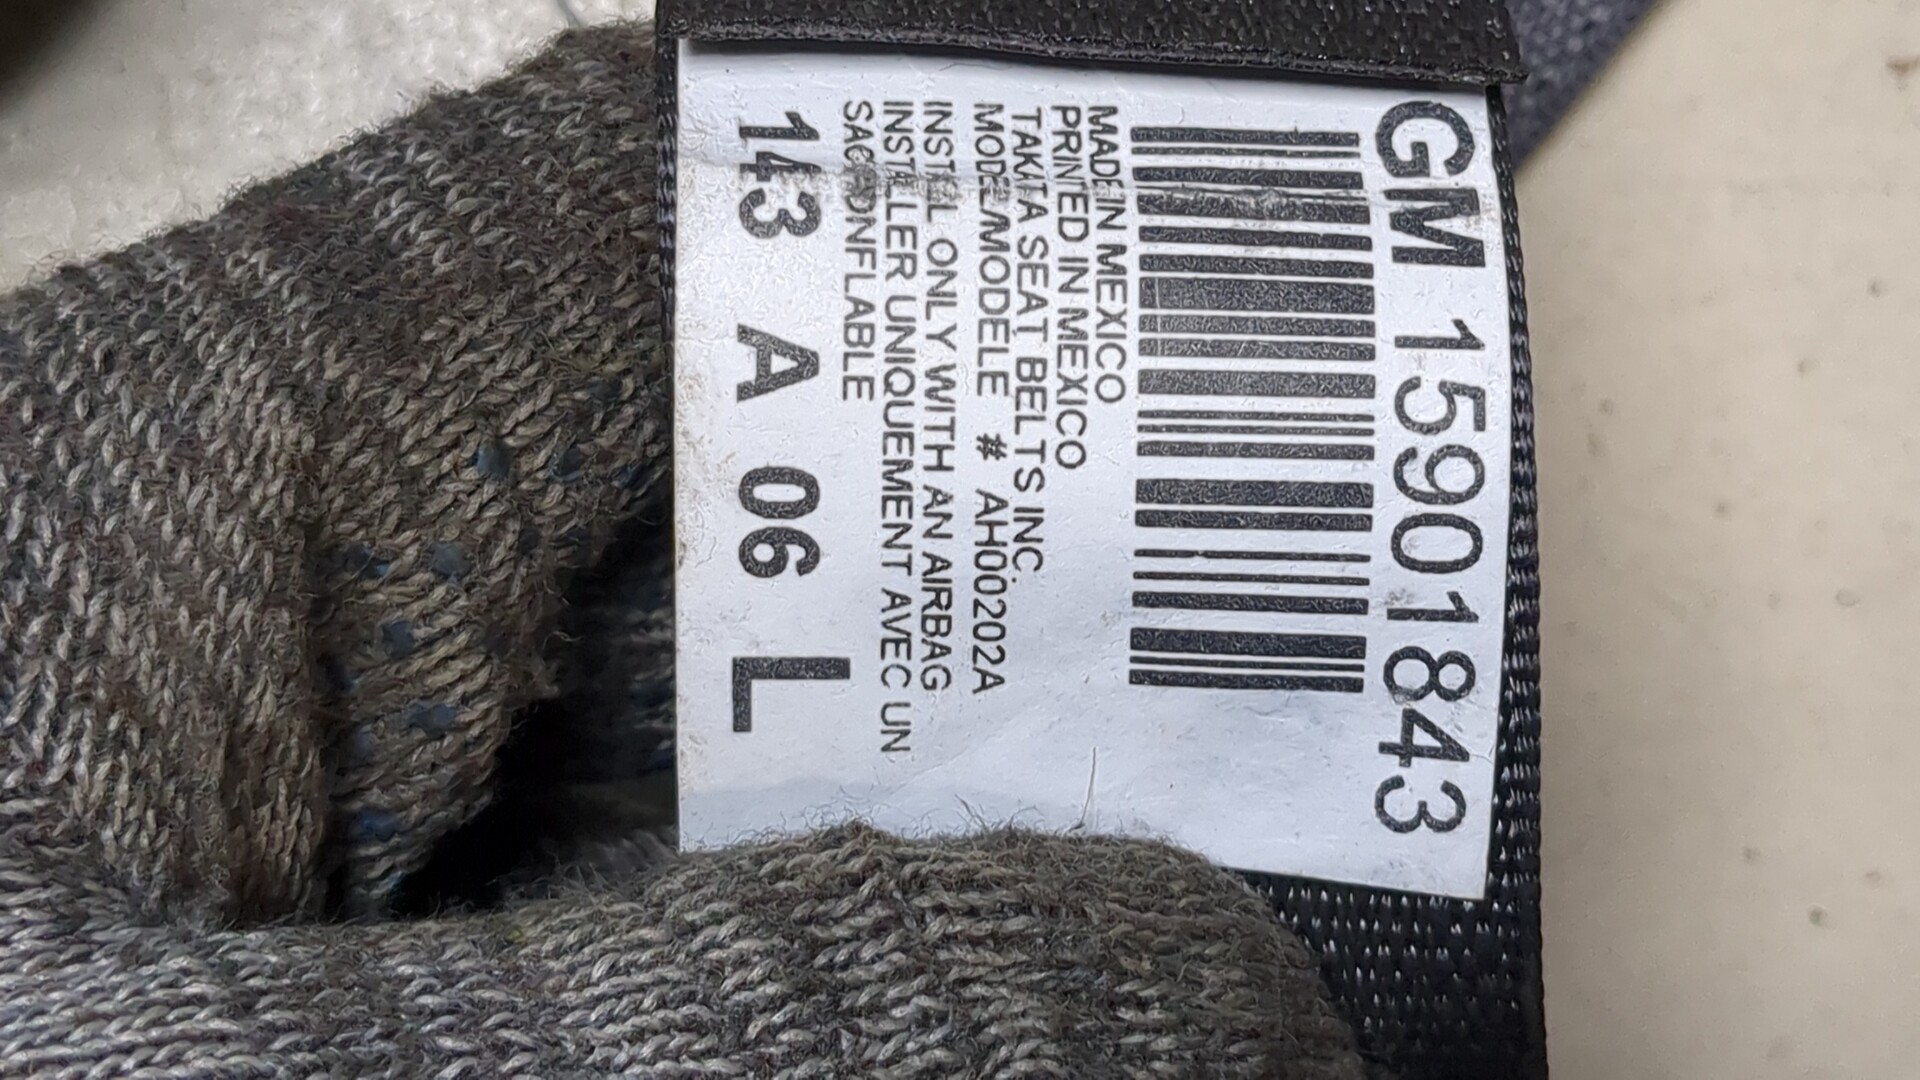 GM 15901843
MADE IN MEXICO
PRINTED IN MEXICO
TAKATA SEAT BELTS INC.
MODEL/MODELE # AH00202A
INSTALL ONLY WITH AN AIRBAG
INSTALLER UNIQUEMENT AVEC UN
SAC GONFLABLE
143 A 06 L